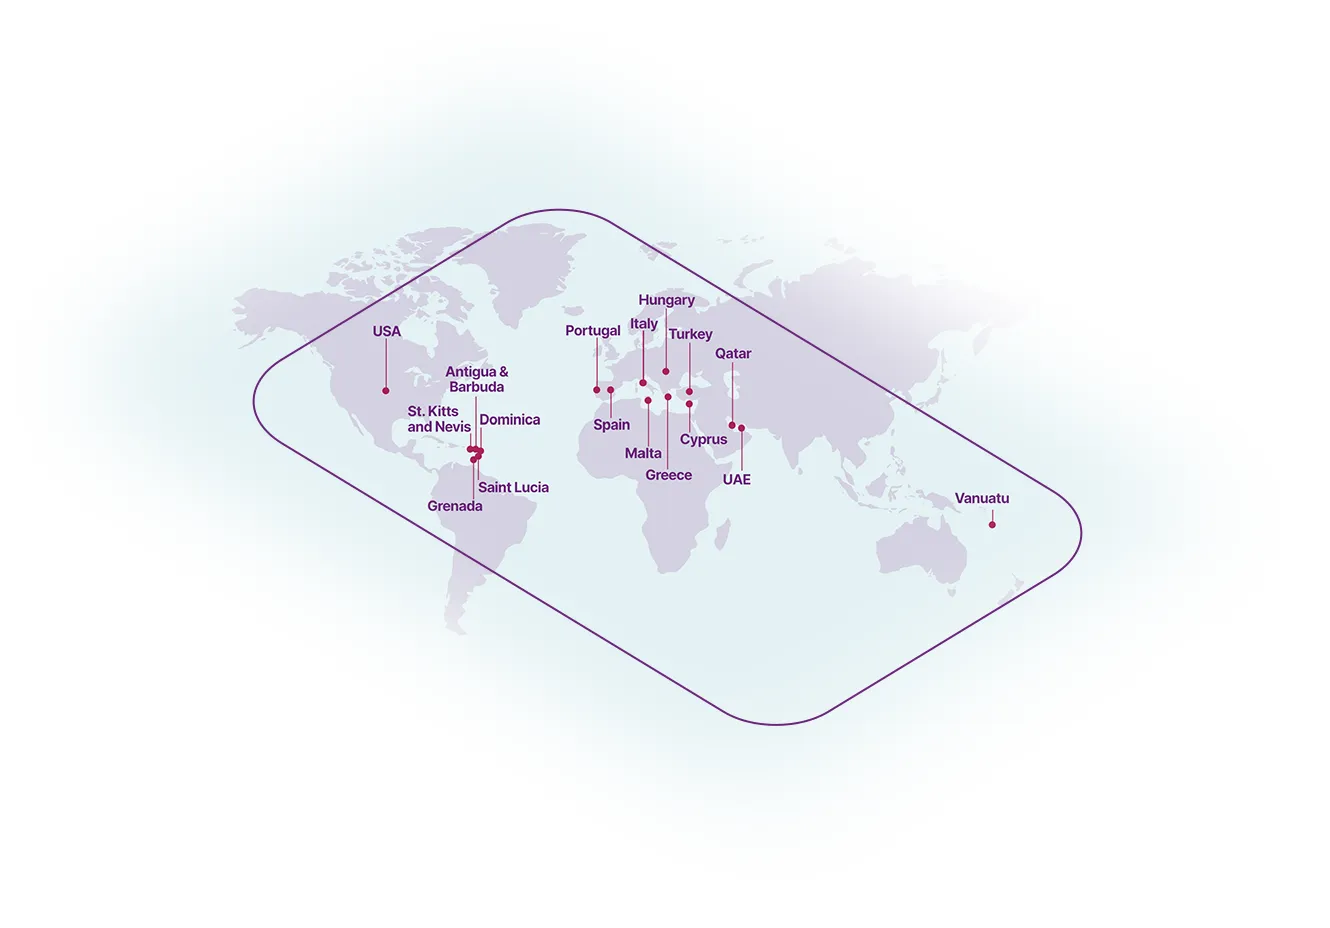 Hungary
Italy
Portugal
USA
Turkey
Qatar
Antigua &
Barbuda
St. Kitts
and Nevis
Dominica
Spain
Cyprus
Malta
Greece
UAE
Saint Lucia
Vanuatu
Grenada